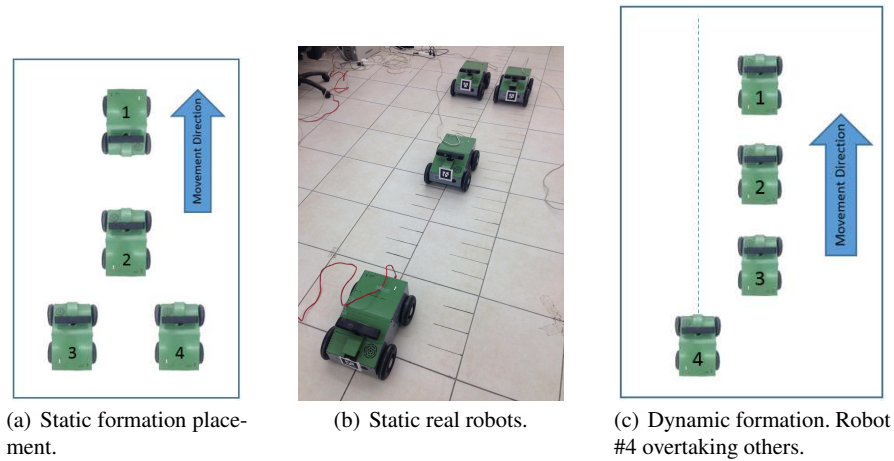 1
2
3
4
Movement Direction
(a) Static formation place-
ment.
(b) Static real robots.
1
2
3
4
Movement Direction
(c) Dynamic formation. Robot
#4 overtaking others.